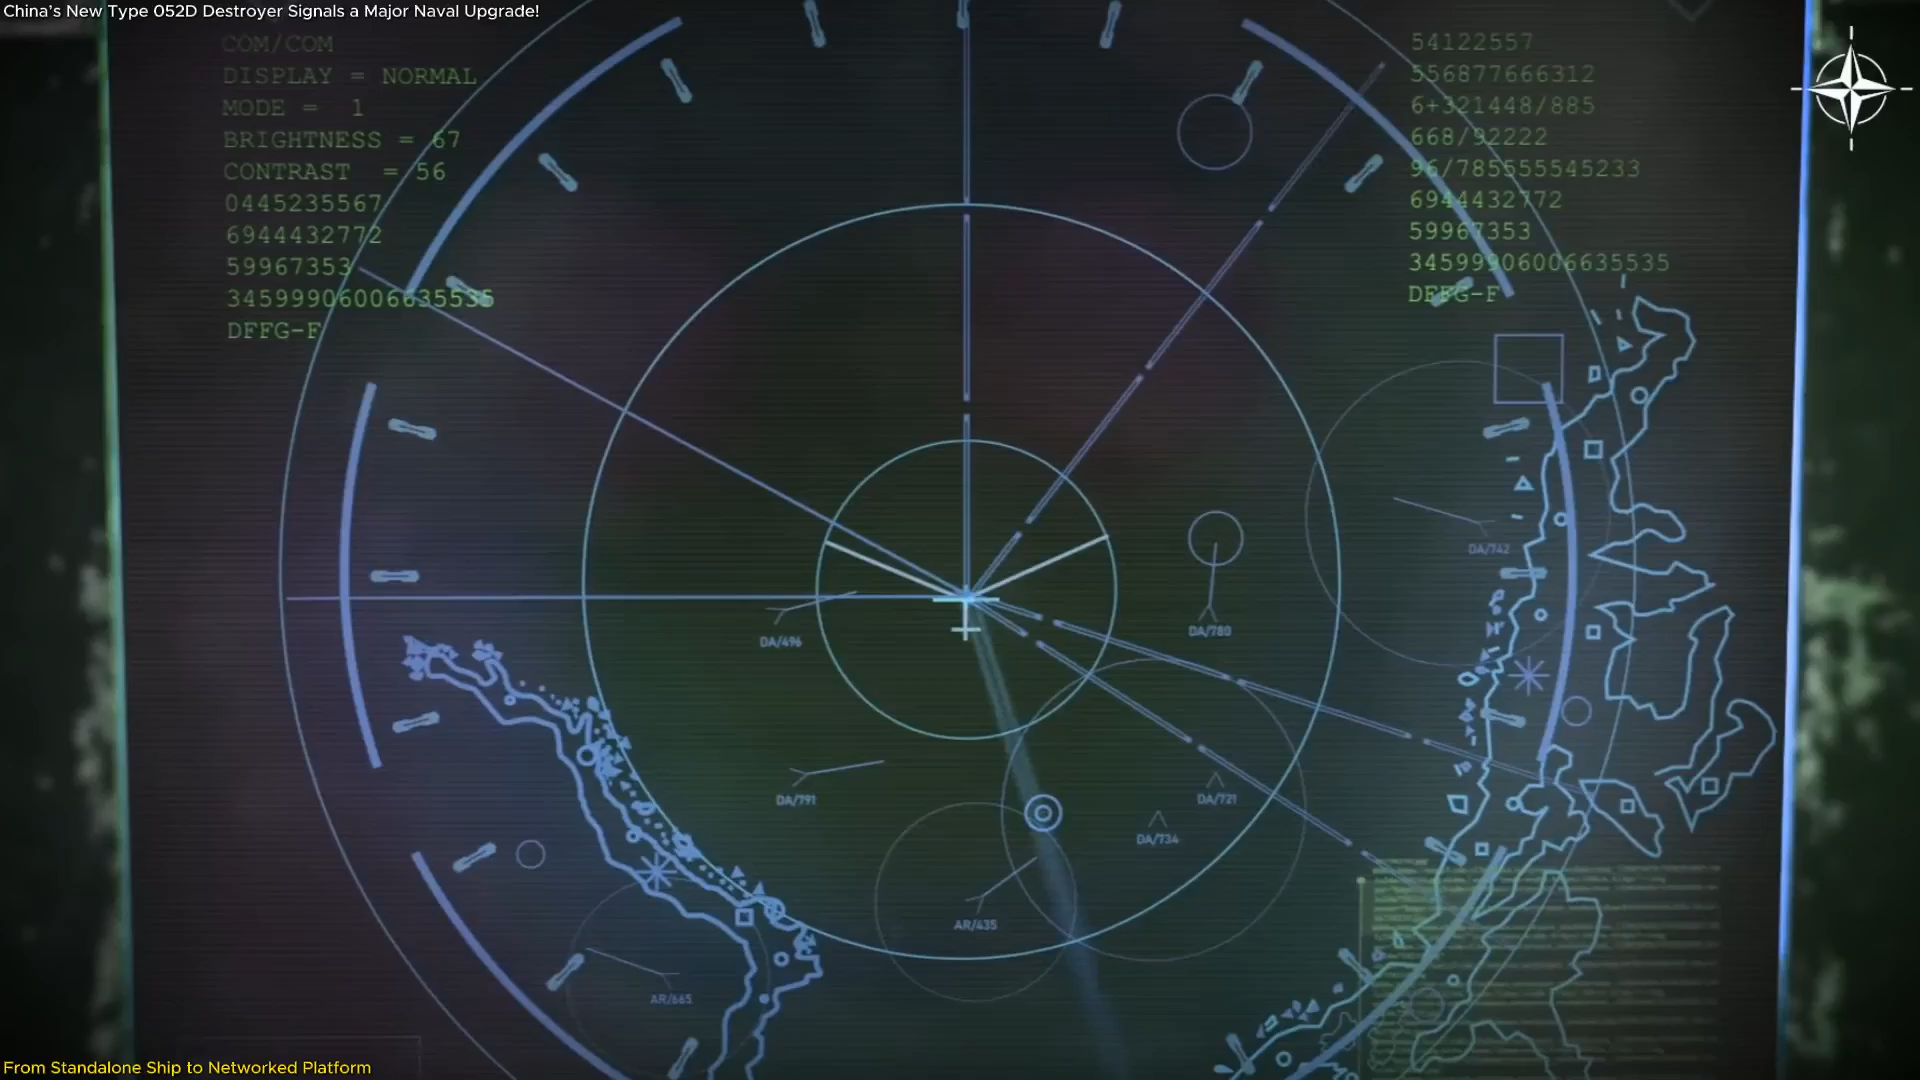 China's New Type 052D Destroyer Signals a Major Naval Upgrade!
COM/COM
DISPLAY = NORMAL
MODE = 1
BRIGHTNESS = 67
CONTRAST = 56
0445235567
6944432772
59967353
34599906006635535
DFFG-F
54122557
556877666312
6+321448/885
668/92222
96/785555545233
6944432772
59967353
34599906006635535
DFFG-F
DA/742
DA/780
DA/496
DA/791
DA/721
DA/734
AR/435
AR/665
From Standalone Ship to Networked Platform